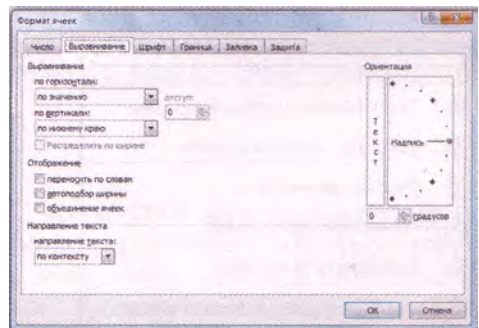 Формат ячеек
Число Выравнивание Шрифт Граница Заливка Защита
Выравнивание
по горизонтали:
по значению
отступ:
по вертикали:
0
по нижнему краю
Распределять по ширине
Отображение
переносить по словам
автоподбор ширины
объединение ячеек
Направление текста
направление текста:
по контексту
Ориентация
Текст
Надпись
0 градусов
ОК Отмена